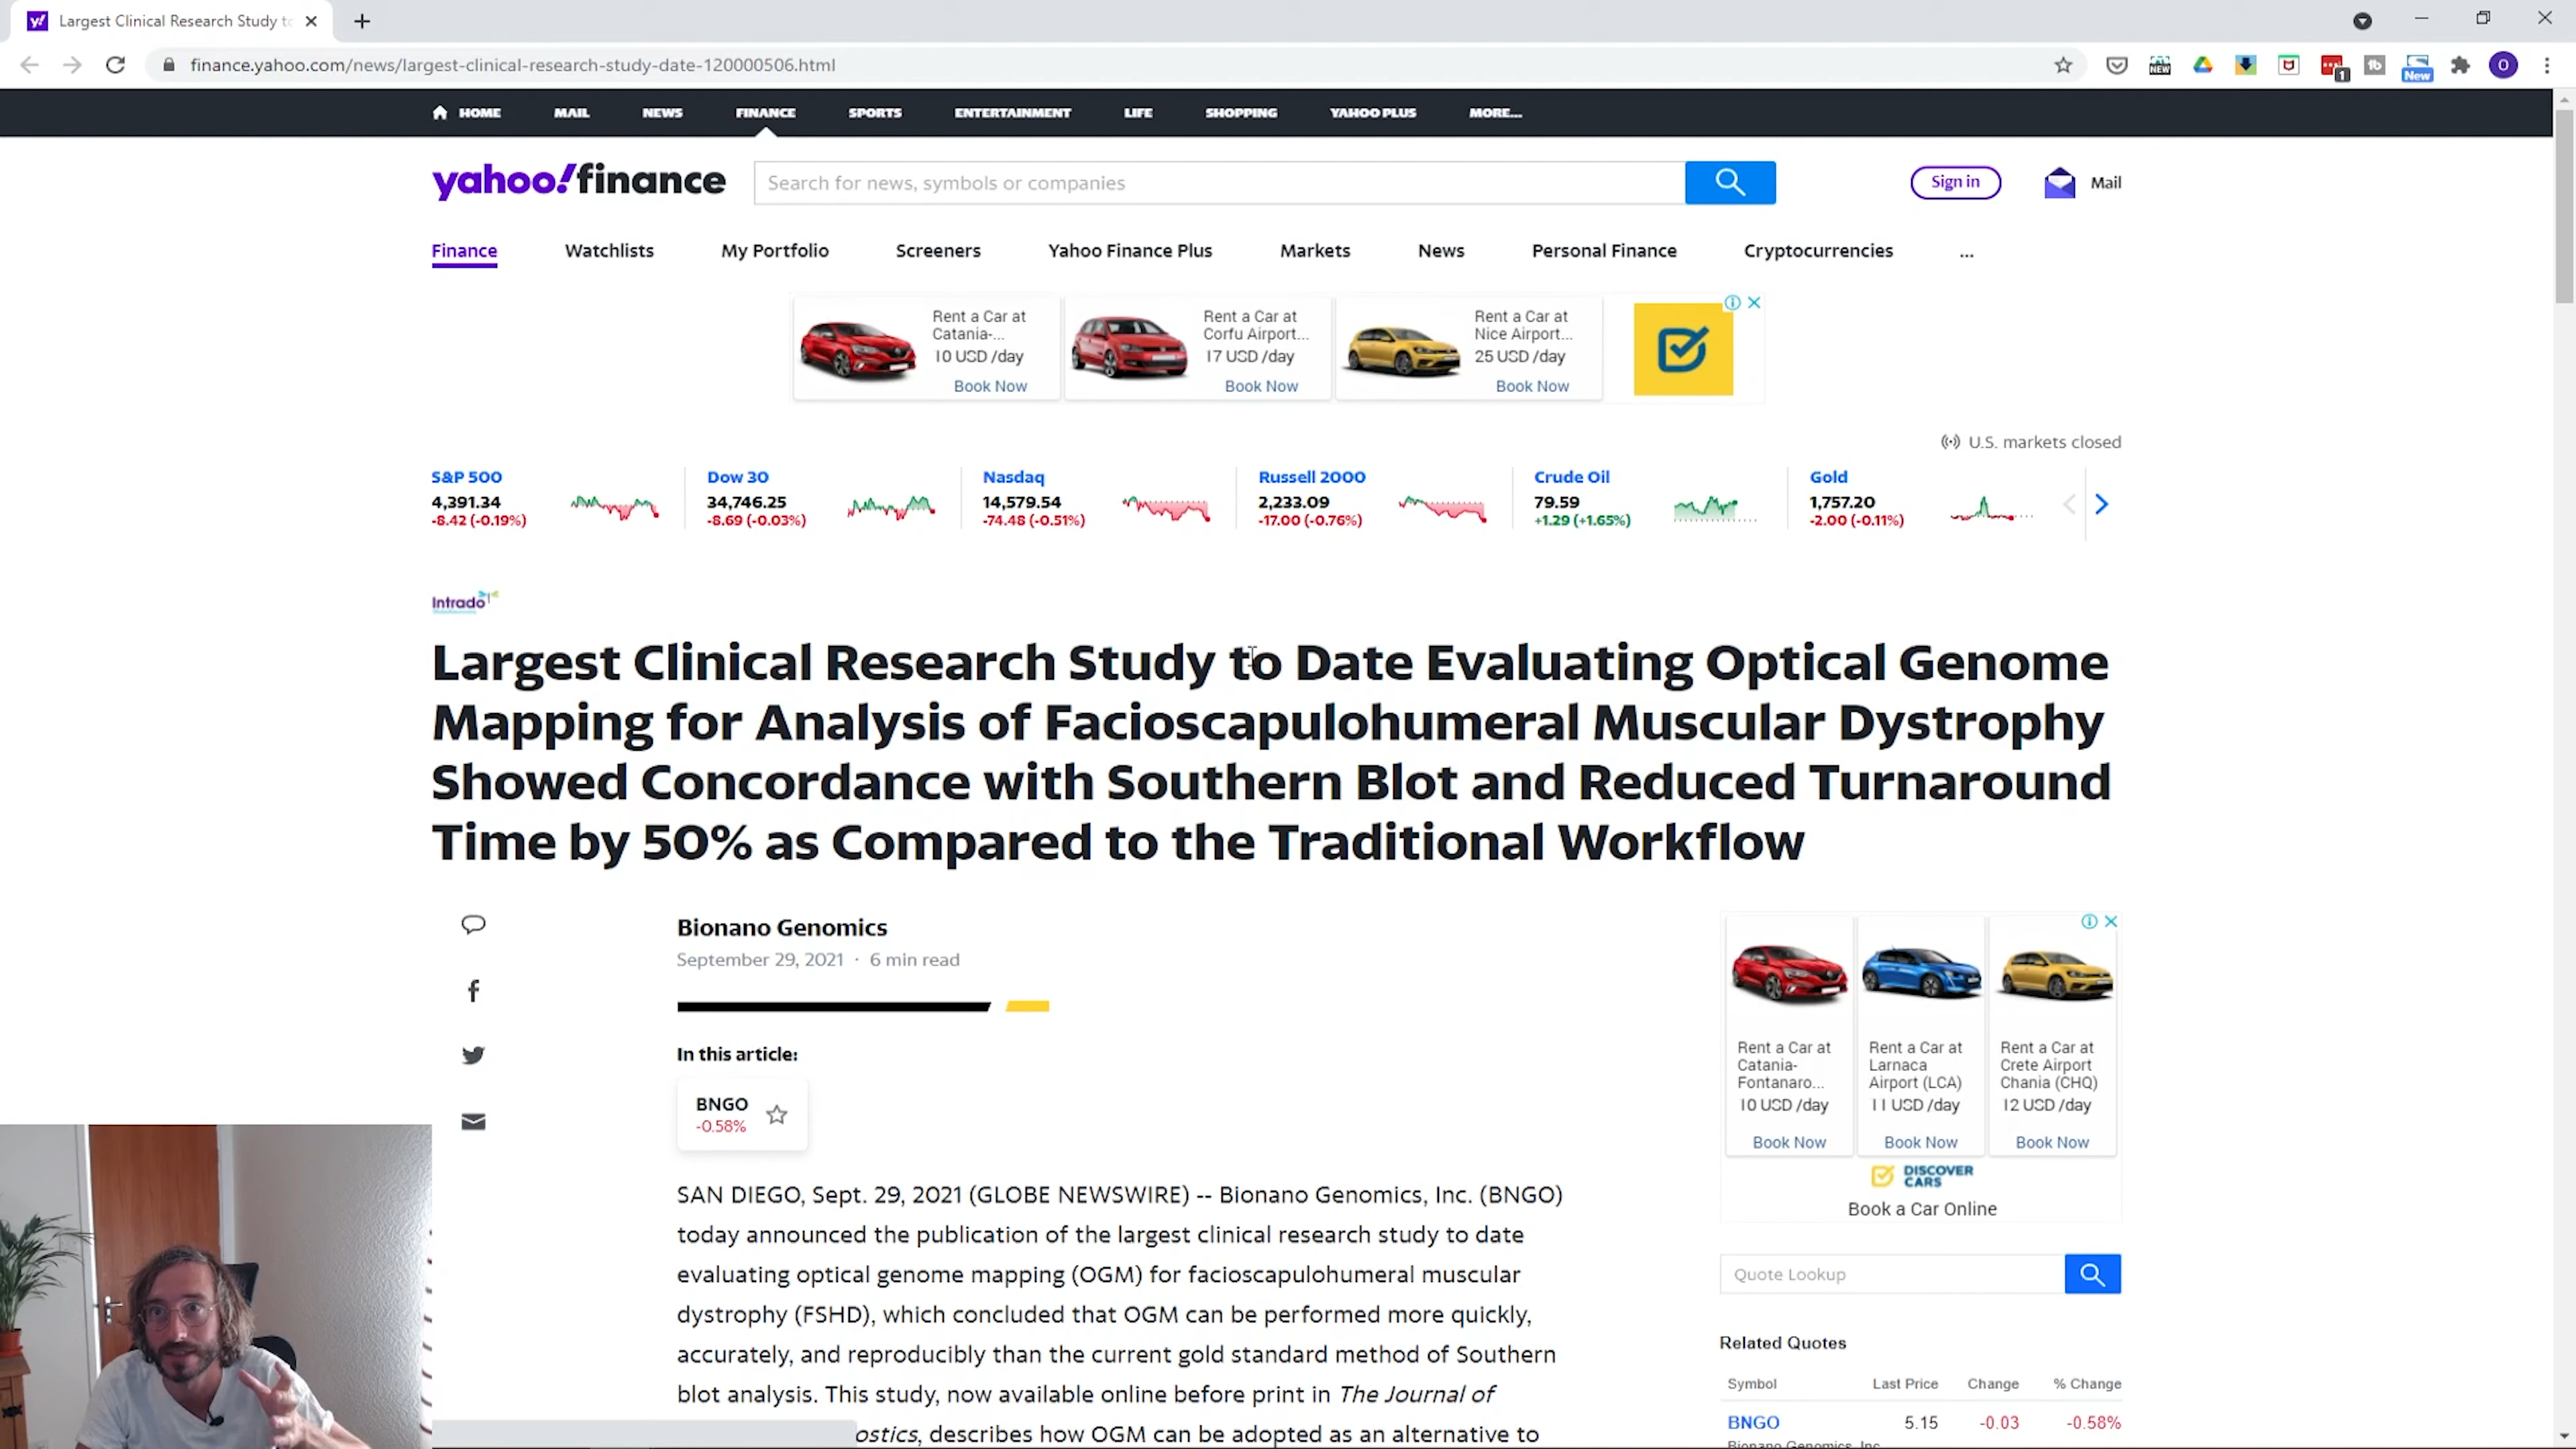 Largest Clinical Research Study to
finance.yahoo.com/news/largest-clinical-research-study-date-120000506.html
NEW
1
New
O
HOME MAIL NEWS FINANCE SPORTS ENTERTAINMENT LIFE SHOPPING YAHOO PLUS MORE...
yahoo!finance
Search for news, symbols or companies
Sign in
Mail
Finance Watchlists My Portfolio Screeners Yahoo Finance Plus Markets News Personal Finance Cryptocurrencies ...
Rent a Car at Catania-...
10 USD /day
Book Now
Rent a Car at Corfu Airport...
17 USD /day
Book Now
Rent a Car at Nice Airport...
25 USD /day
Book Now
U.S. markets closed
S&P 500
4,391.34
-8.42 (-0.19%)
Dow 30
34,746.25
-8.69 (-0.03%)
Nasdaq
14,579.54
-74.48 (-0.51%)
Russell 2000
2,233.09
-17.00 (-0.76%)
Crude Oil
79.59
+1.29 (+1.65%)
Gold
1,757.20
-2.00 (-0.11%)
Intrado
Largest Clinical Research Study to Date Evaluating Optical Genome
Mapping for Analysis of Facioscapulohumeral Muscular Dystrophy
Showed Concordance with Southern Blot and Reduced Turnaround
Time by 50% as Compared to the Traditional Workflow
Bionano Genomics
September 29, 2021 · 6 min read
In this article:
BNGO
-0.58%
SAN DIEGO, Sept. 29, 2021 (GLOBE NEWSWIRE) -- Bionano Genomics, Inc. (BNGO)
today announced the publication of the largest clinical research study to date
evaluating optical genome mapping (OGM) for facioscapulohumeral muscular
dystrophy (FSHD), which concluded that OGM can be performed more quickly,
accurately, and reproducibly than the current gold standard method of Southern
blot analysis. This study, now available online before print in The Journal of
ostics, describes how OGM can be adopted as an alternative to
Rent a Car at
Catania-
Fontanaro...
10 USD /day
Book Now
Rent a Car at
Larnaca
Airport (LCA)
11 USD /day
Book Now
Rent a Car at
Crete Airport
Chania (CHQ)
12 USD /day
Book Now
DISCOVER
CARS
Book a Car Online
Quote Lookup
Related Quotes
Symbol Last Price Change % Change
BNGO 5.15 -0.03 -0.58%
Bionano Genomics, Inc.